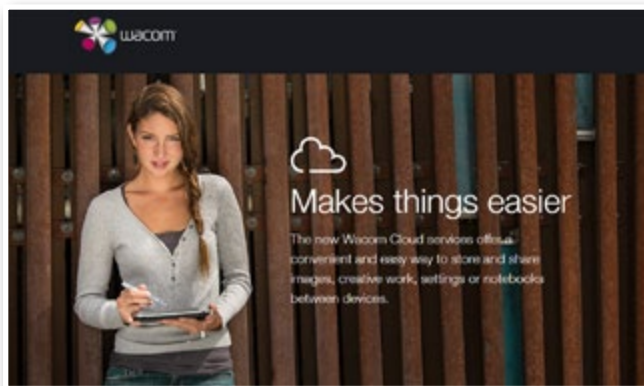 wacom
Makes things easier
The new Wacom Cloud services offer a
convenient and easy way to store and share
images, creative work, settings or notebooks
between devices.